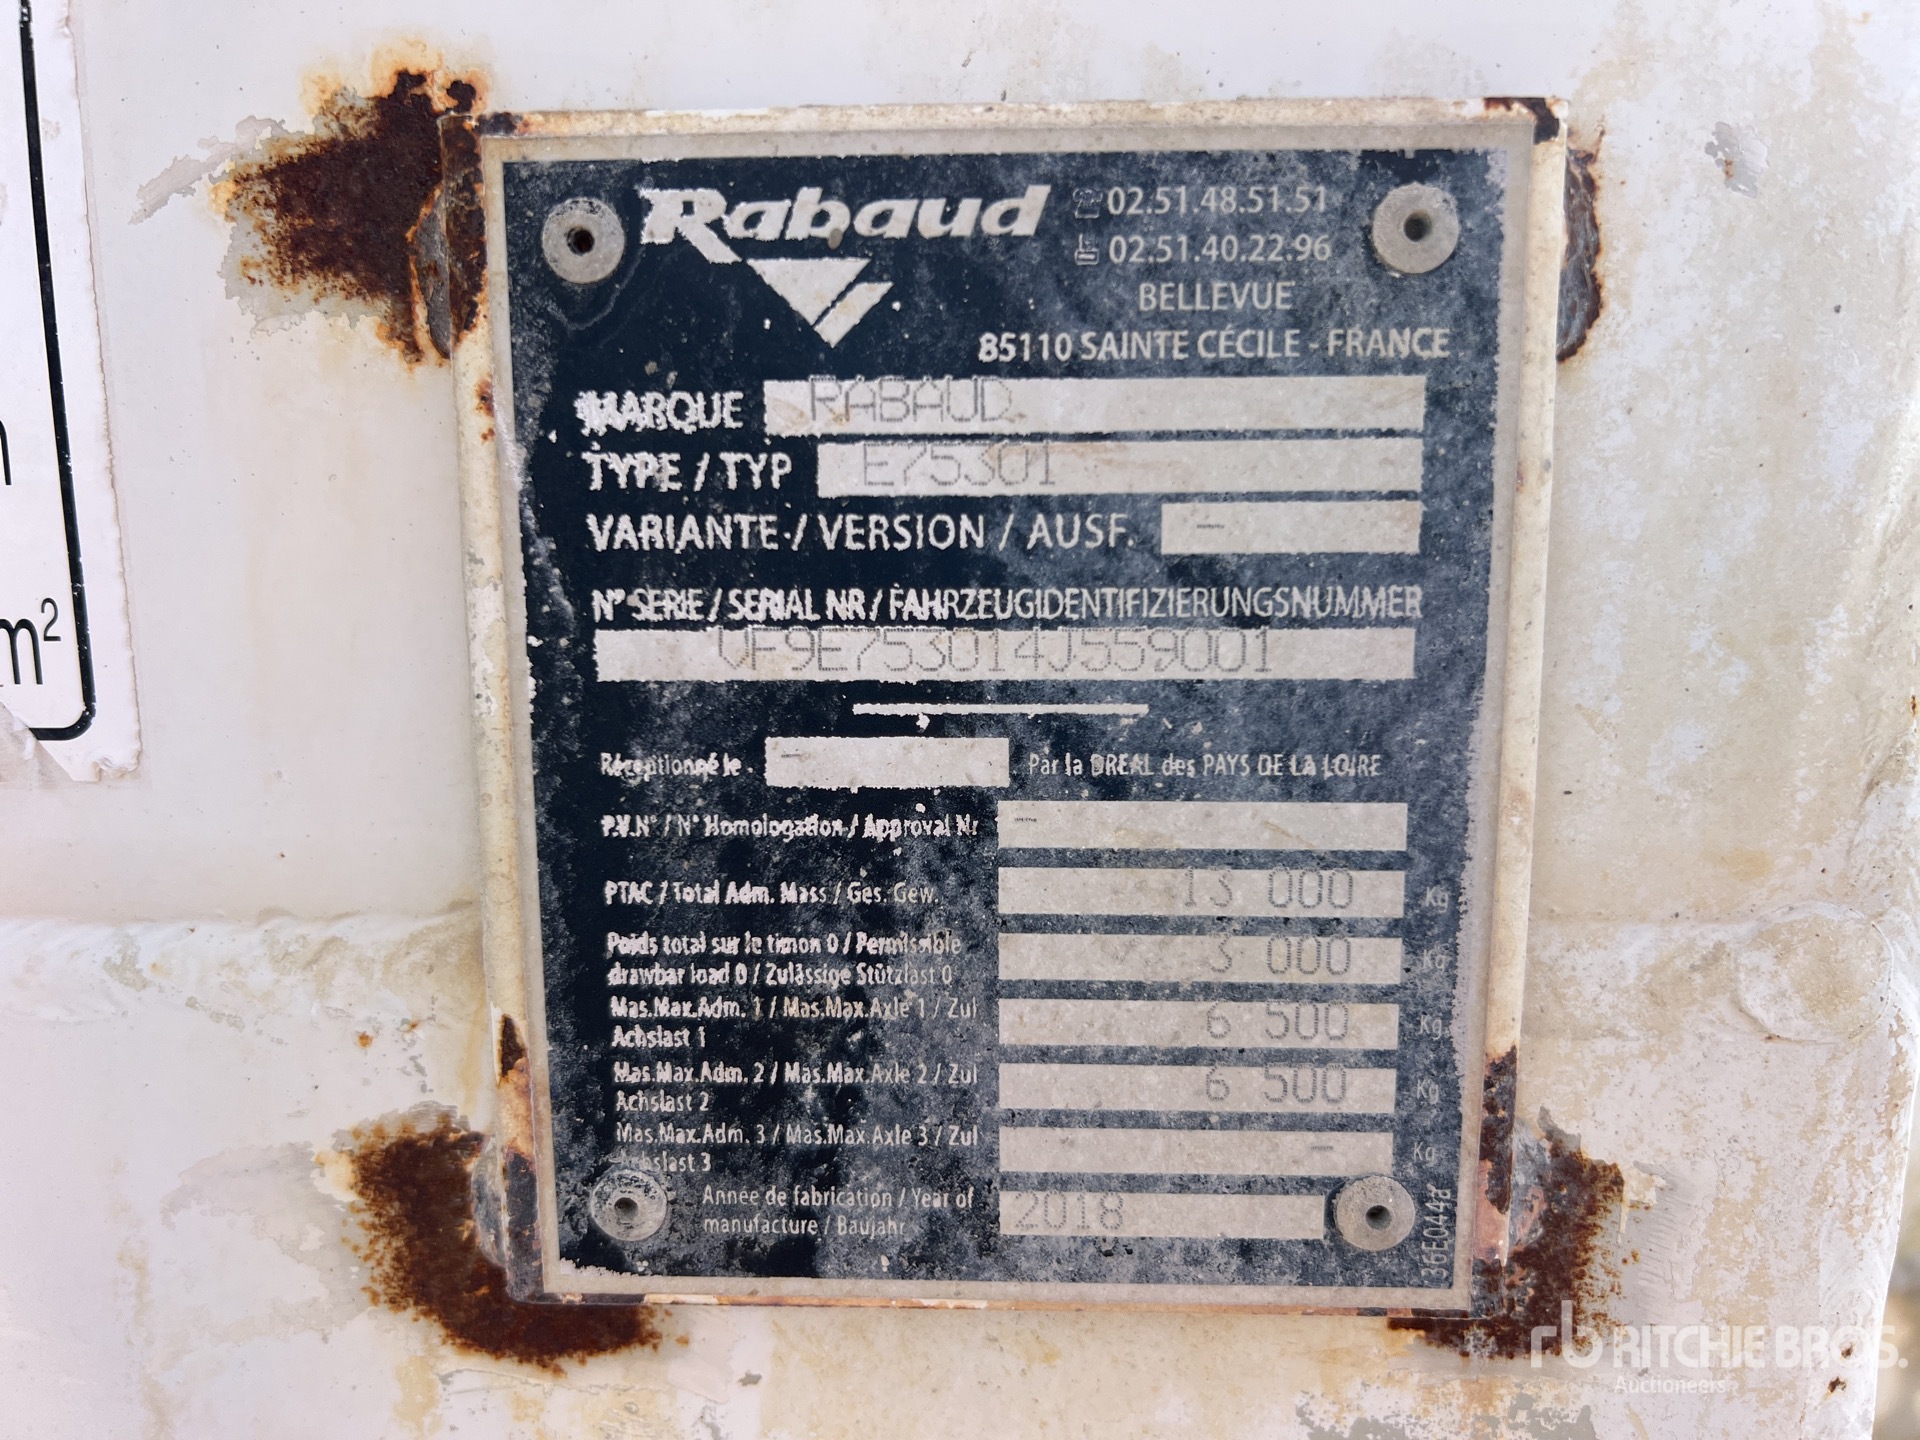 m²
Rabaud
02.51.48.51.51
02.51.40.22.96
BELLEVUE
85110 SAINTE CÉCILE - FRANCE
MARQUE RABAUD
TYPE / TYP E75301
VARIANTE / VERSION / AUSF. -
N° SERIE / SERIAL NR / FAHRZEUGIDENTIFIZIERUNGSNUMMER
VF9E753014J559001
Réceptionné le - Par la DREAL des PAYS DE LA LOIRE
P.V.N° / N° Homologation / Approval Nr -
PTAC / Total Adm. Mass / Ges. Gew. 13 000 Kg
Poids total sur le timon 0 / Permissible
drawbar load 0 / Zulässige Stützlast 0 3 000 Kg
Mas.Max.Adm. 1 / Mas.Max.Axle 1 / Zul
Achslast 1 6 500 Kg
Mas.Max.Adm. 2 / Mas.Max.Axle 2 / Zul
Achslast 2 6 500 Kg
Mas.Max.Adm. 3 / Mas.Max.Axle 3 / Zul
Achslast 3 - Kg
Année de fabrication / Year of
manufacture / Baujahr 2018
36E044d
rb RITCHIE BROS.
Auctioneers